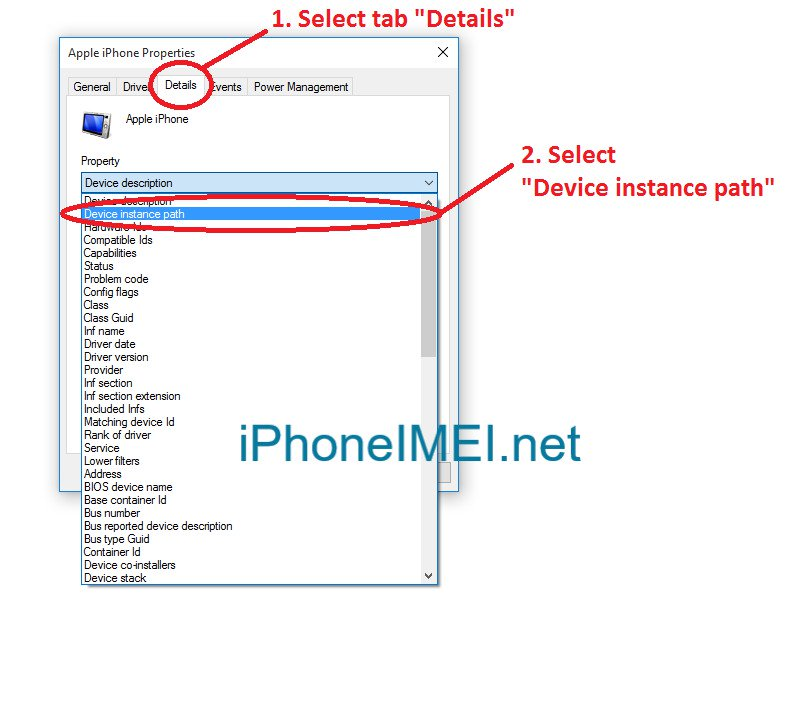 1. Select tab "Details"
Apple iPhone Properties
General Driver Details Events Power Management
Apple iPhone
Property
2. Select
"Device instance path"
Device description
Device description
Device instance path
Hardware Ids
Compatible Ids
Capabilities
Status
Problem code
Config flags
Class
Class Guid
Inf name
Driver date
Driver version
Provider
Inf section
Inf section extension
Included Infs
Matching device Id
Rank of driver
iPhoneIMEI.net
Service
Lower filters
Address
BIOS device name
Base container Id
Bus number
Bus reported device description
Bus type Guid
Container Id
Device co-installers
Device stack